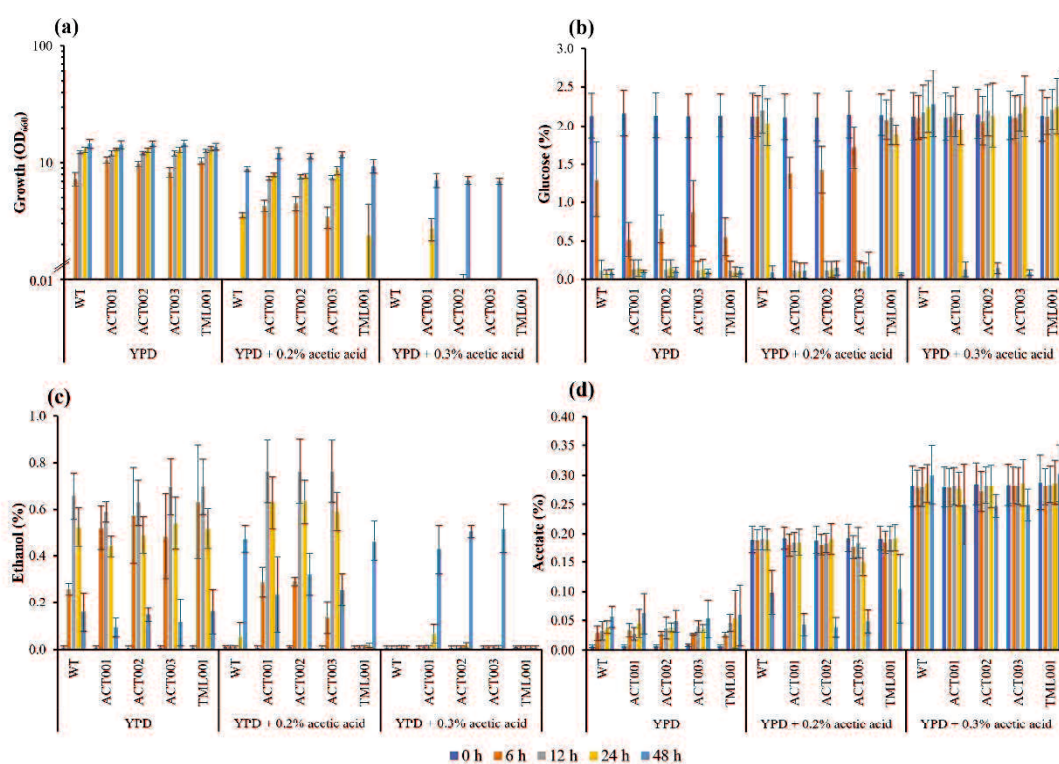 (a)
100
10
0.01
Growth (OD660)
WT
ACT001
ACT002
ACT003
TML001
WT
ACT001
ACT002
ACT003
TML001
WT
ACT001
ACT002
ACT003
TML001
YPD
YPD + 0.2% acetic acid
YPD + 0.3% acetic acid
(b)
3.0
2.5
2.0
1.5
1.0
0.5
0.0
Glucose (%)
WT
ACT001
ACT002
ACT003
TML001
WT
ACT001
ACT002
ACT003
TML001
WT
ACT001
ACT002
ACT003
TML001
YPD
YPD + 0.2% acetic acid
YPD + 0.3% acetic acid
(c)
1.0
0.8
0.6
0.4
0.2
0.0
Ethanol (%)
WT
ACT001
ACT002
ACT003
TML001
WT
ACT001
ACT002
ACT003
TML001
WT
ACT001
ACT002
ACT003
TML001
YPD
YPD + 0.2% acetic acid
YPD + 0.3% acetic acid
(d)
0.40
0.35
0.30
0.25
0.20
0.15
0.10
0.05
0.00
Acetate (%)
WT
ACT001
ACT002
ACT003
TML001
WT
ACT001
ACT002
ACT003
TML001
WT
ACT001
ACT002
ACT003
TML001
YPD
YPD + 0.2% acetic acid
YPD + 0.3% acetic acid
0 h 6 h 12 h 24 h 48 h